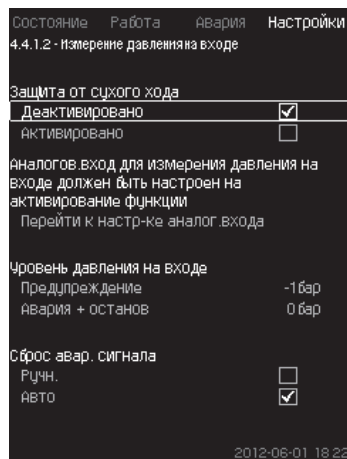 Состояние Работа Авария Настройки
4.4.1.2 - Измерение давления на входе
Защита от сухого хода
Деактивировано
Активировано
Аналогов.вход для измерения давления на
входе должен быть настроен на
активирование функции
Перейти к настр-ке аналог.входа
Уровень давления на входе
Предупреждение -1 бар
Авария + останов 0 бар
Сброс авар. сигнала
Ручн.
Авто
2012-06-01 18:22